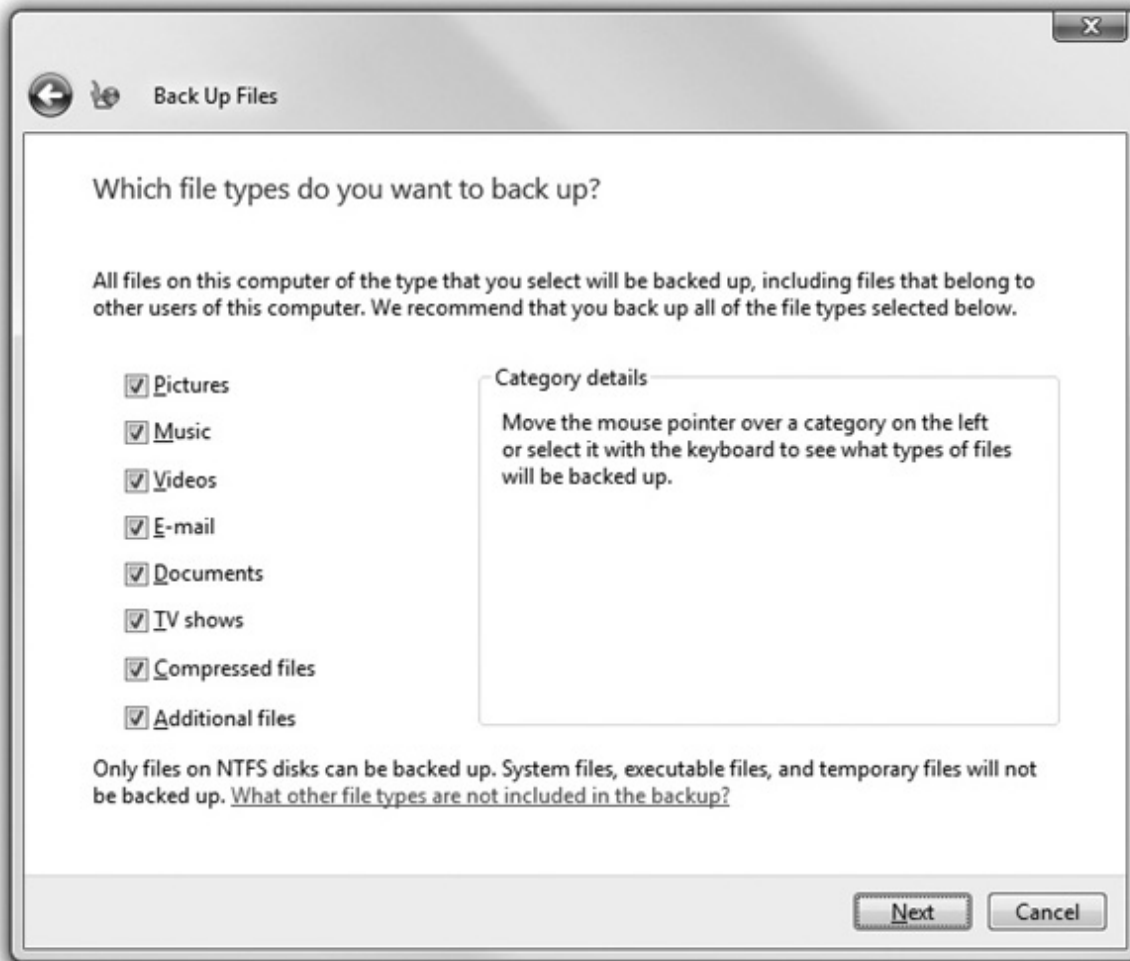 X
Back Up Files
Which file types do you want to back up?
All files on this computer of the type that you select will be backed up, including files that belong to
other users of this computer. We recommend that you back up all of the file types selected below.
Pictures
Music
Videos
E-mail
Documents
TV shows
Compressed files
Additional files
Category details
Move the mouse pointer over a category on the left
or select it with the keyboard to see what types of files
will be backed up.
Only files on NTFS disks can be backed up. System files, executable files, and temporary files will not
be backed up. What other file types are not included in the backup?
Next
Cancel